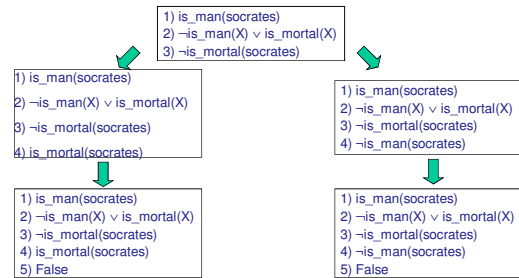 1) is_man(socrates)
2) ¬is_man(X) ∨ is_mortal(X)
3) ¬is_mortal(socrates)
1) is_man(socrates)
2) ¬is_man(X) ∨ is_mortal(X)
3) ¬is_mortal(socrates)
4) is_mortal(socrates)
1) is_man(socrates)
2) ¬is_man(X) ∨ is_mortal(X)
3) ¬is_mortal(socrates)
4) ¬is_man(socrates)
1) is_man(socrates)
2) ¬is_man(X) ∨ is_mortal(X)
3) ¬is_mortal(socrates)
4) is_mortal(socrates)
5) False
1) is_man(socrates)
2) ¬is_man(X) ∨ is_mortal(X)
3) ¬is_mortal(socrates)
4) ¬is_man(socrates)
5) False